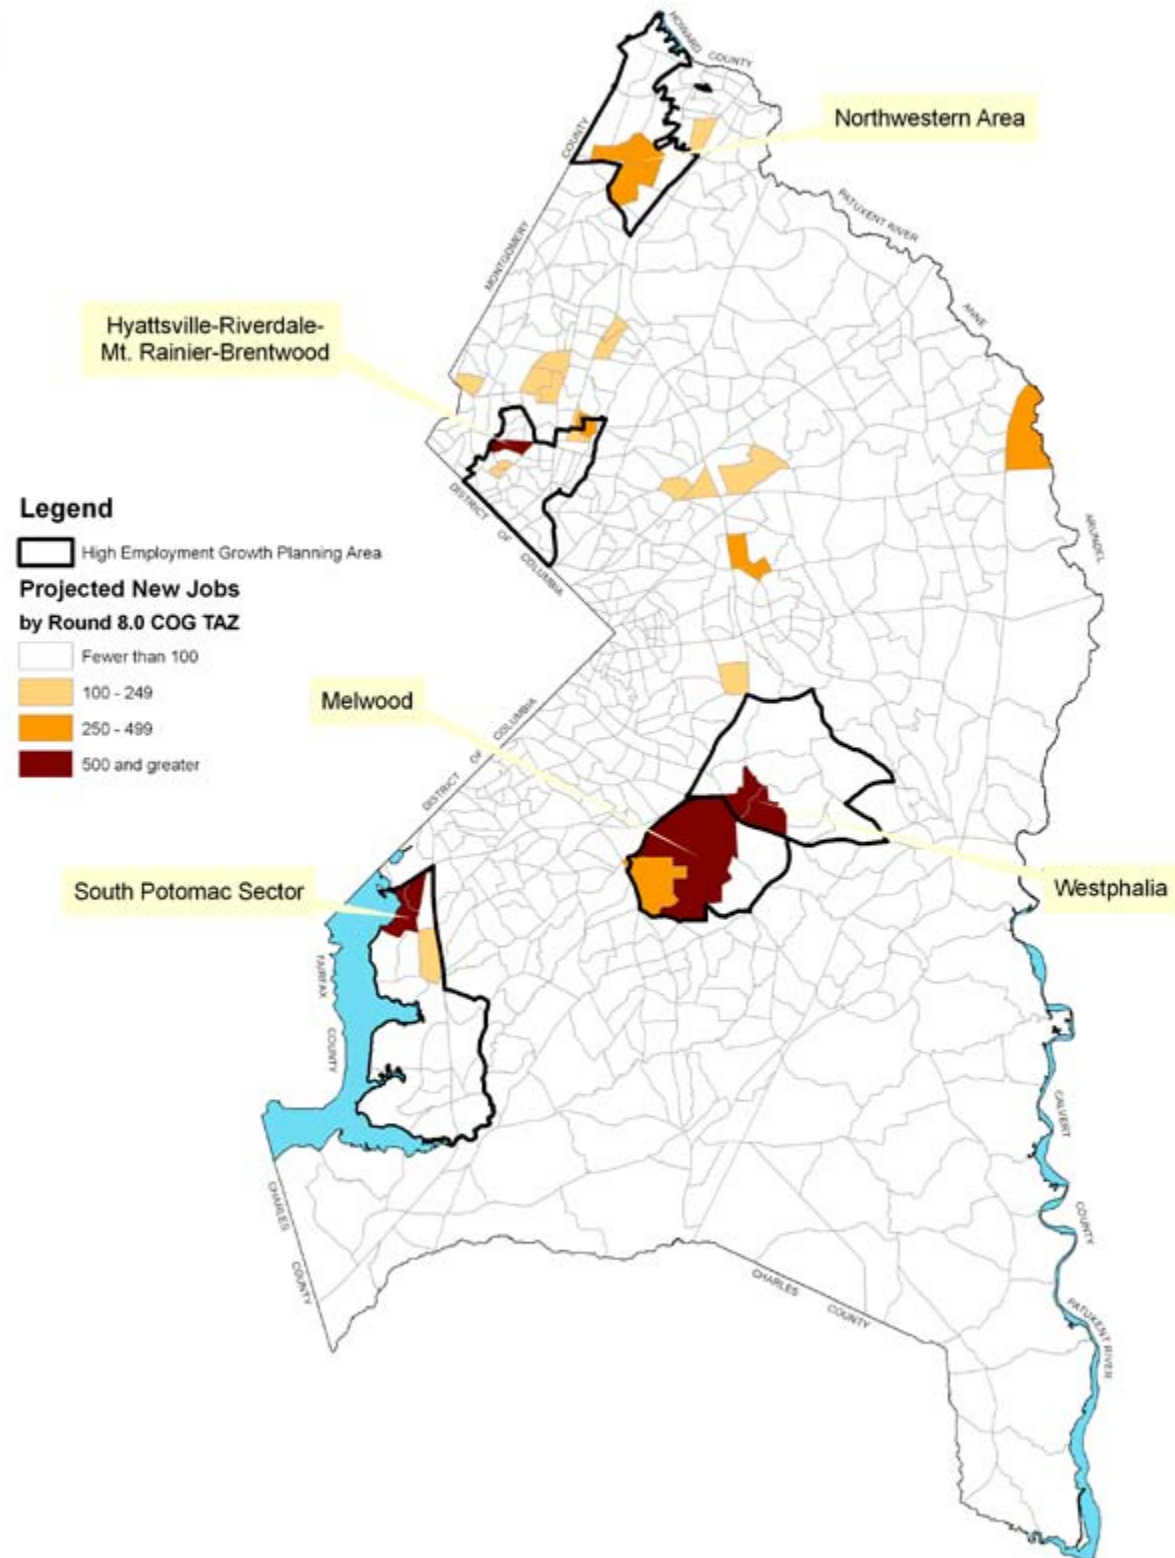 HOWARD COUNTY
Northwestern Area
COUNTY
MONTGOMERY
PATUXENT RIVER
ANNE
Hyattsville-Riverdale-
Mt. Rainier-Brentwood
ARUNDEL
DISTRICT OF COLUMBIA
Legend
High Employment Growth Planning Area
Projected New Jobs
by Round 8.0 COG TAZ
Fewer than 100
100 - 249
250 - 499
500 and greater
Melwood
DISTRICT OF COLUMBIA
South Potomac Sector
Westphalia
FAIRFAX
COUNTY
CALVERT
COUNTY
CHARLES
COUNTY
CHARLES
COUNTY
PATUXENT RIVER